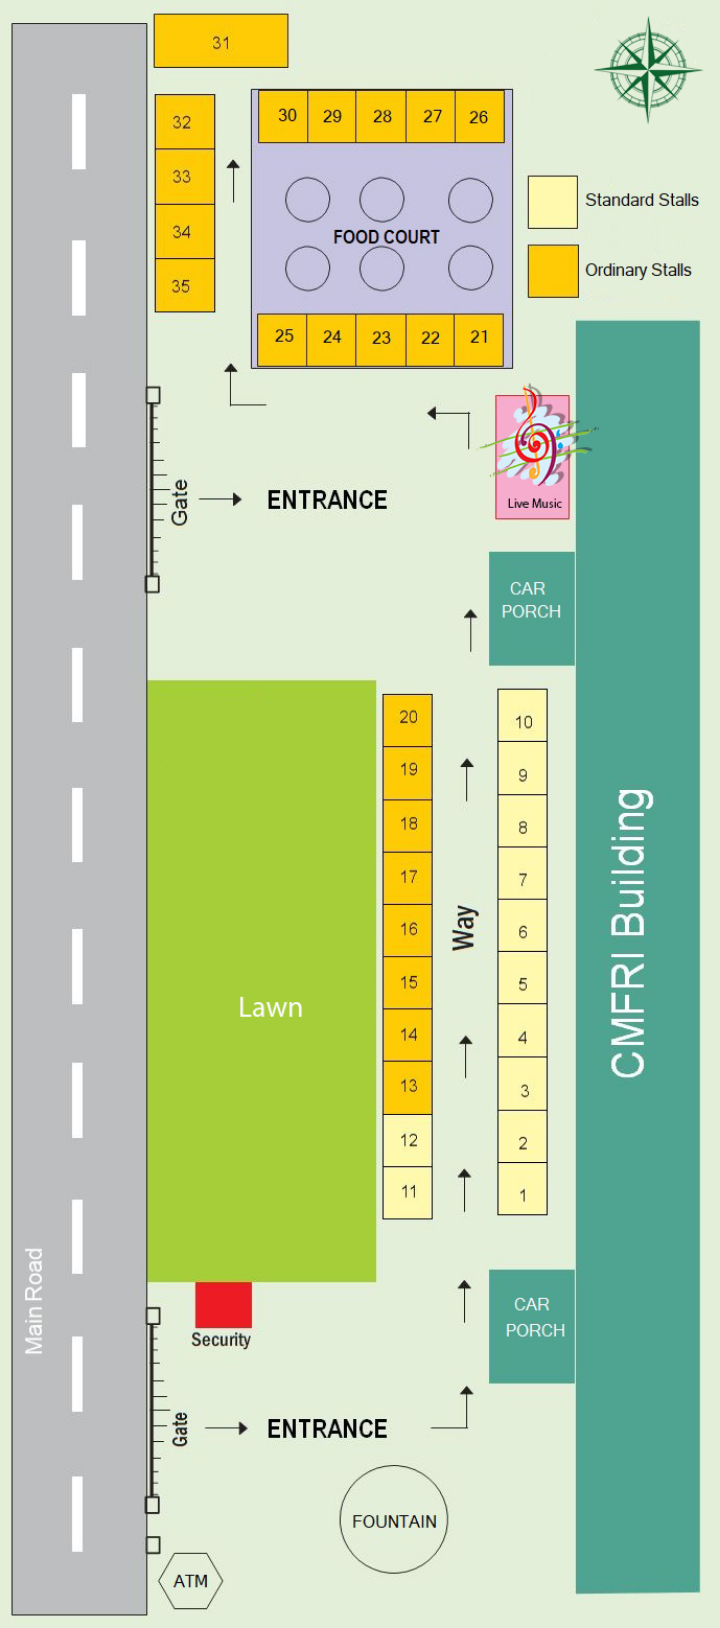 31
32
33
34
35
30 29 28 27 26
FOOD COURT
25 24 23 22 21
Standard Stalls
Ordinary Stalls
Live Music
Gate
ENTRANCE
CAR
PORCH
20
19
18
17
16
15
14
13
12
11
Way
10
9
8
7
6
5
4
3
2
1
CMFRI Building
Lawn
Main Road
Security
CAR
PORCH
Gate
ENTRANCE
FOUNTAIN
ATM